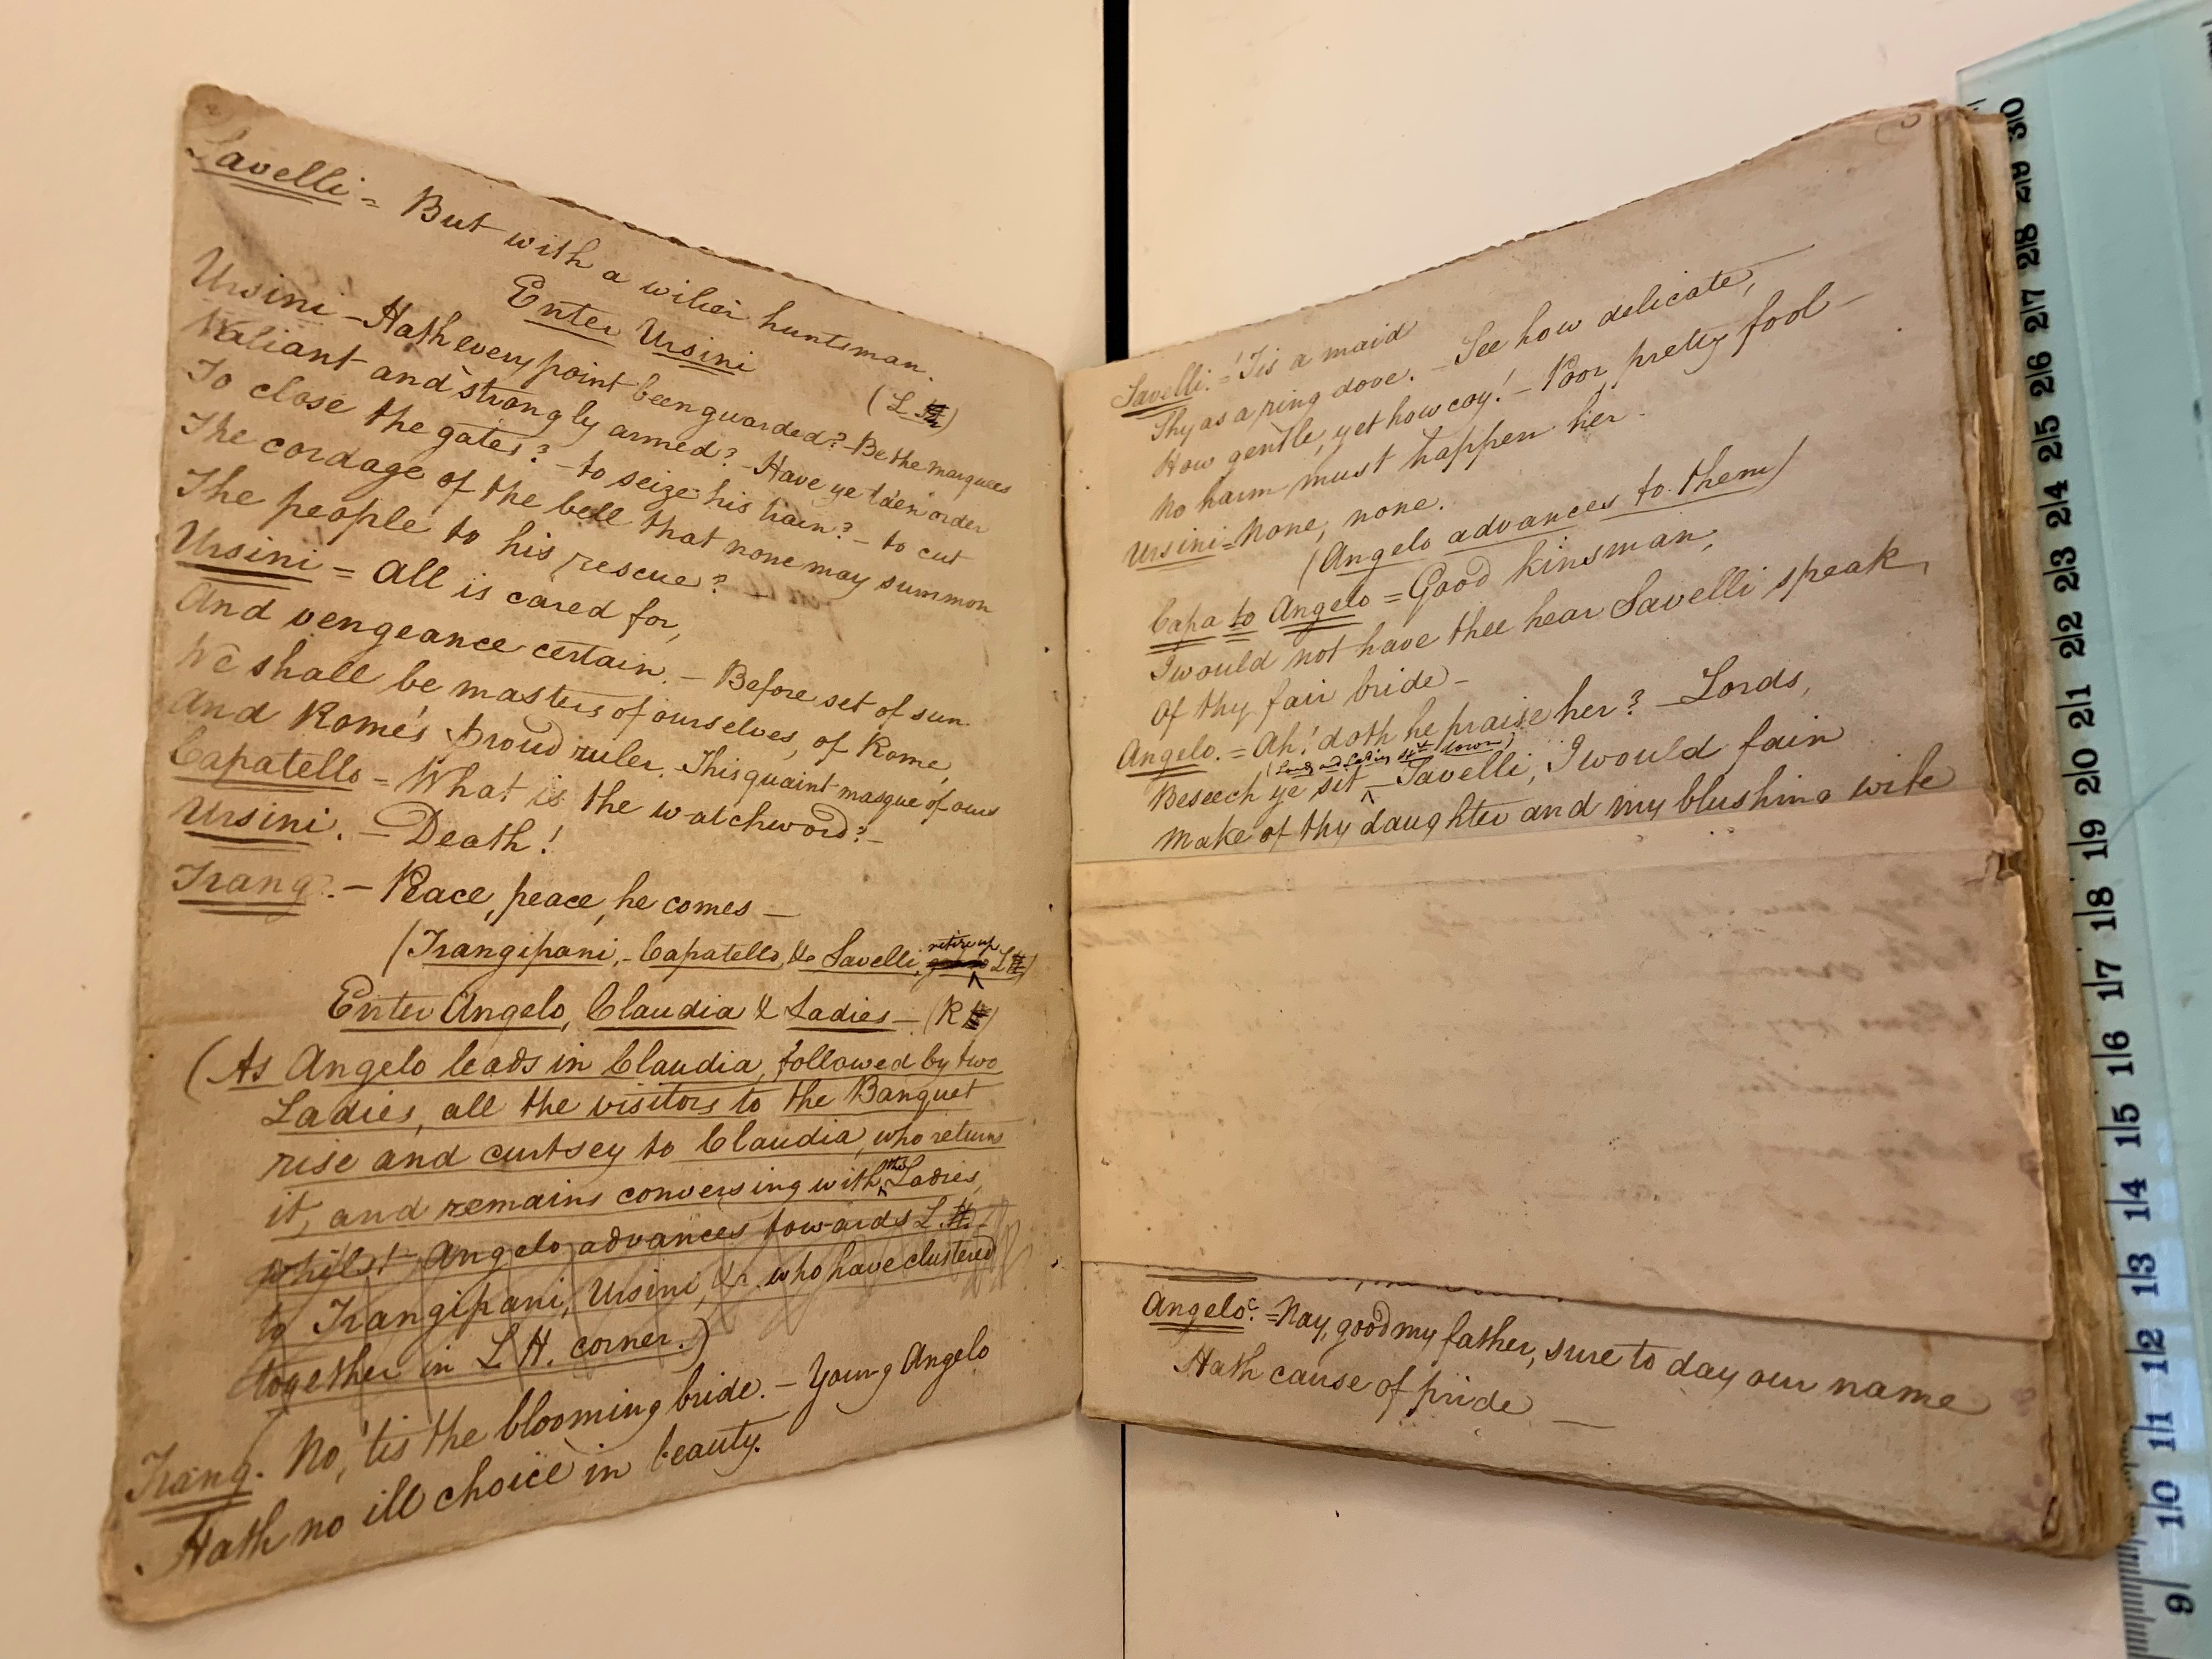 Savelli = But with a wilier huntsman.
Enter Ursini (L
Ursini - Hath every point been guarded? - Be the marquees
Valiant and strongly armed? - Have ye ta'en order
To close the gates? - to seize his train? - to cut
The cordage of the bell that none may summon
The people to his rescue? -
Ursini = All is cared for,
And vengeance certain. - Before set of sun
We shall be masters of ourselves, of Rome,
And Rome's proud ruler. This quaint masque of ours
Capatello = What is the watchword? -
Ursini. - Death!
Frang. - Peace, peace, he comes -
(Frangipani, - Capatello, & Savelli, retire up L
Enter Angelo, Claudia & Ladies - (R
(As Angelo leads in Claudia, followed by two
Ladies, all the visitors to the Banquet
rise and curtsey to Claudia, who returns
it, and remains conversing with the Ladies,
whilst Angelo advances towards L.H.
to Frangipani, Ursini, &c. who have clustered
together in L H. corner.)
Frang. No, 'tis the blooming bride. - Young Angelo
Hath no ill choice in beauty.
Savelli. = 'Tis a maid
Shy as a ring dove. - See how delicate,
How gentle, yet how coy! - Poor pretty fool -
No harm must happen her.
Ursini = None, none.
(Angelo advances to them)
Capa to Angelo = Good kinsman,
I would not have thee hear Savelli speak
Of thy fair bride -
Angelo. = Ah! doth he praise her? - Lords,
(Lords and Ladies sit down)
Beseech ye sit - Savelli, I would fain
Make of thy daughter and my blushing wife
Angelo. = Nay, good my father, sure to day our name
Hath cause of pride -
30 29 28 27 26 25 24 23 22 21 20 19 18 17 16 15 14 13 12 11 10 9